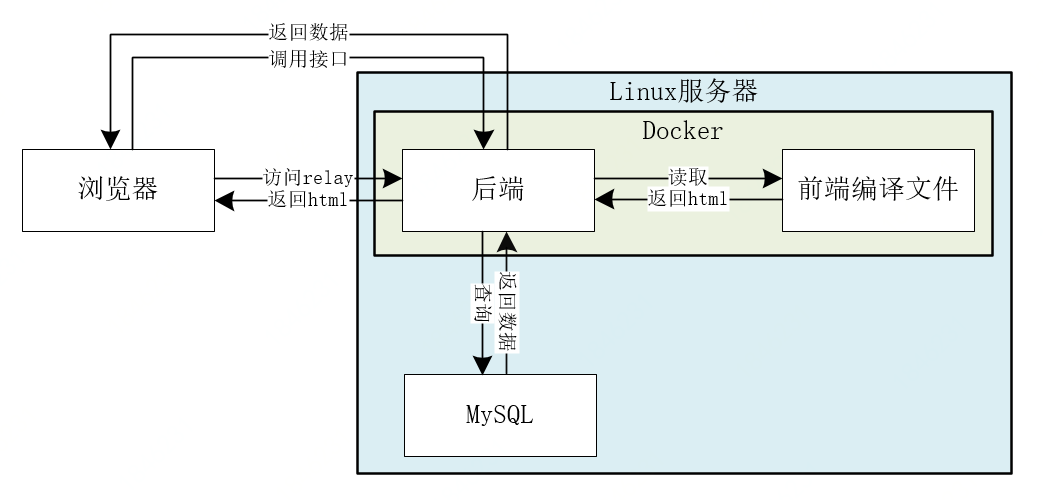 返回数据
调用接口
Linux服务器
Docker
浏览器
访问relay
返回html
后端
读取
返回html
前端编译文件
查询
返回数据
MySQL